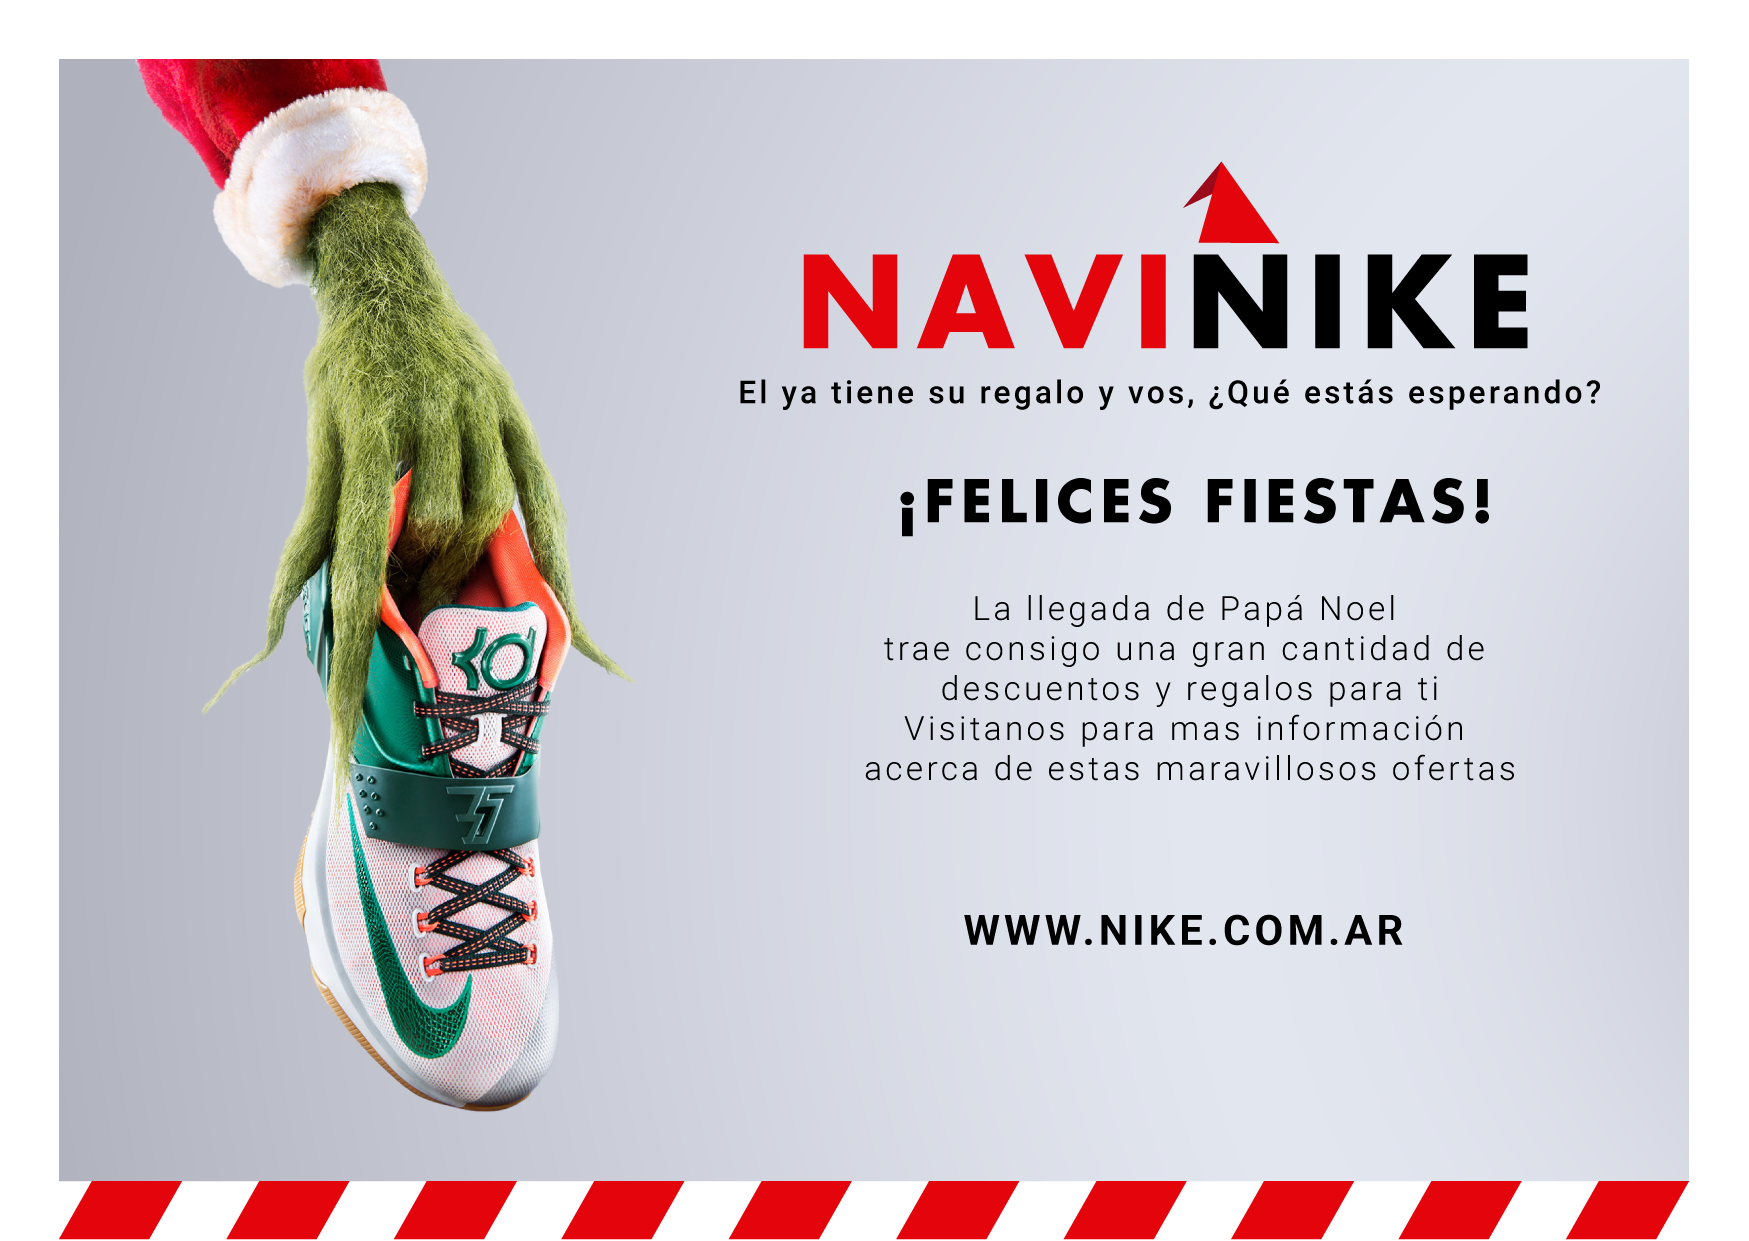 NAVINIKE
El ya tiene su regalo y vos, ¿Qué estás esperando?
¡FELICES FIESTAS!
La llegada de Papá Noel
trae consigo una gran cantidad de
descuentos y regalos para ti
Visitanos para mas información
acerca de estas maravillosos ofertas
WWW.NIKE.COM.AR
KD
35